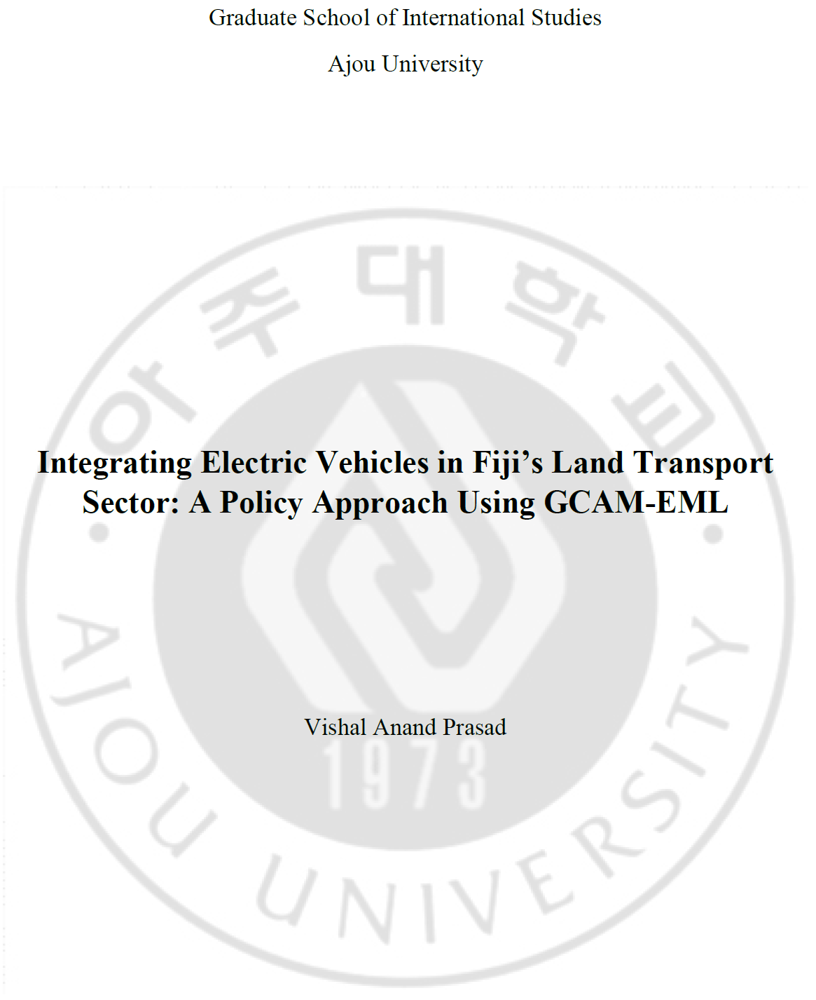 Graduate School of International Studies
Ajou University
아주대학교
Integrating Electric Vehicles in Fiji’s Land Transport
Sector: A Policy Approach Using GCAM-EML
Vishal Anand Prasad
1973
AJOU UNIVERSITY